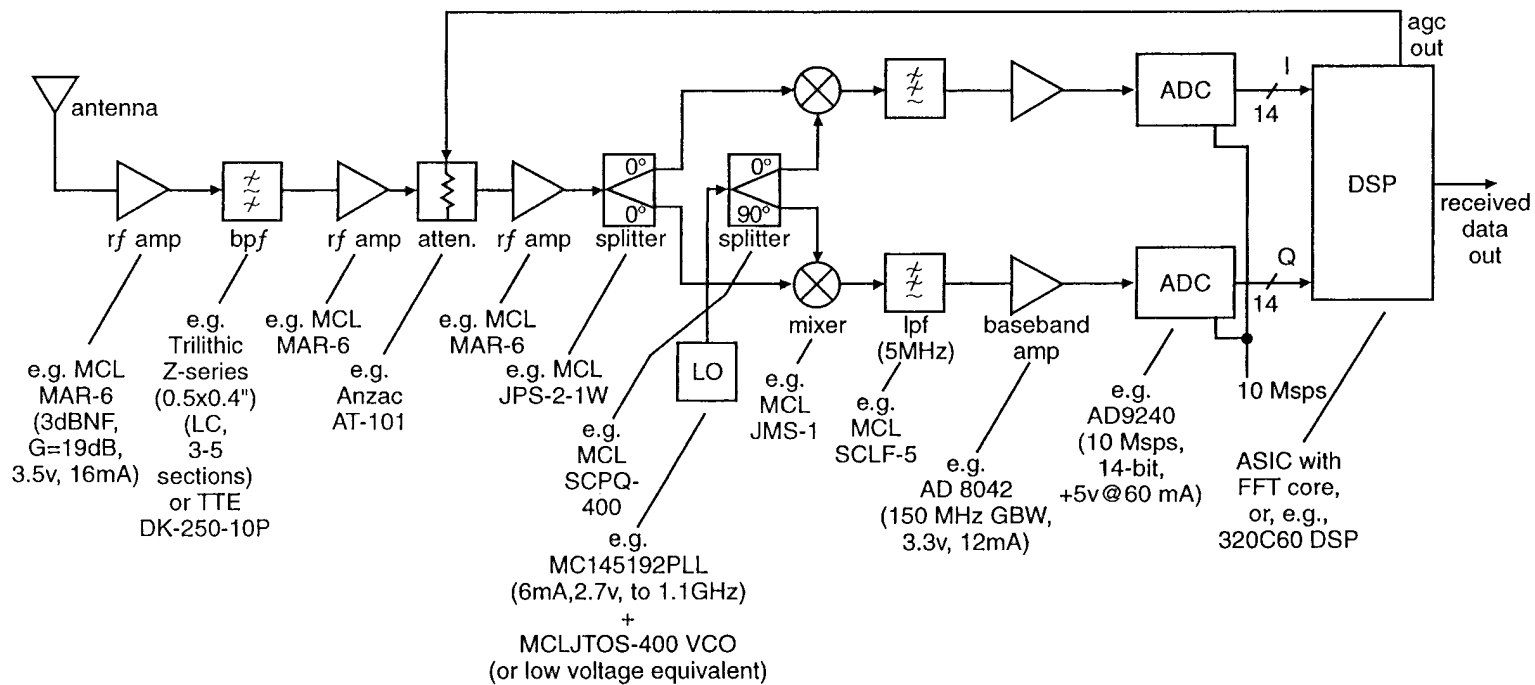 agc
out
antenna
ADC
I
14
0°
0°
0°
90°
DSP
received
data
out
rf amp
bpf
rf amp
atten.
rf amp
splitter
splitter
ADC
Q
14
mixer
lpf
(5MHz)
baseband
amp
LO
10 Msps
e.g. MCL
MAR-6
(3dBNF,
G=19dB,
3.5v, 16mA)
e.g.
Trilithic
Z-series
(0.5x0.4")
(LC,
3-5
sections)
or TTE
DK-250-10P
e.g. MCL
MAR-6
e.g.
Anzac
AT-101
e.g. MCL
MAR-6
e.g. MCL
JPS-2-1W
e.g.
MCL
SCPQ-
400
e.g.
MC145192PLL
(6mA,2.7v, to 1.1GHz)
+
MCLJTOS-400 VCO
(or low voltage equivalent)
e.g.
MCL
JMS-1
e.g.
MCL
SCLF-5
e.g.
AD 8042
(150 MHz GBW,
3.3v, 12mA)
e.g.
AD9240
(10 Msps,
14-bit,
+5v@60 mA)
ASIC with
FFT core,
or, e.g.,
320C60 DSP